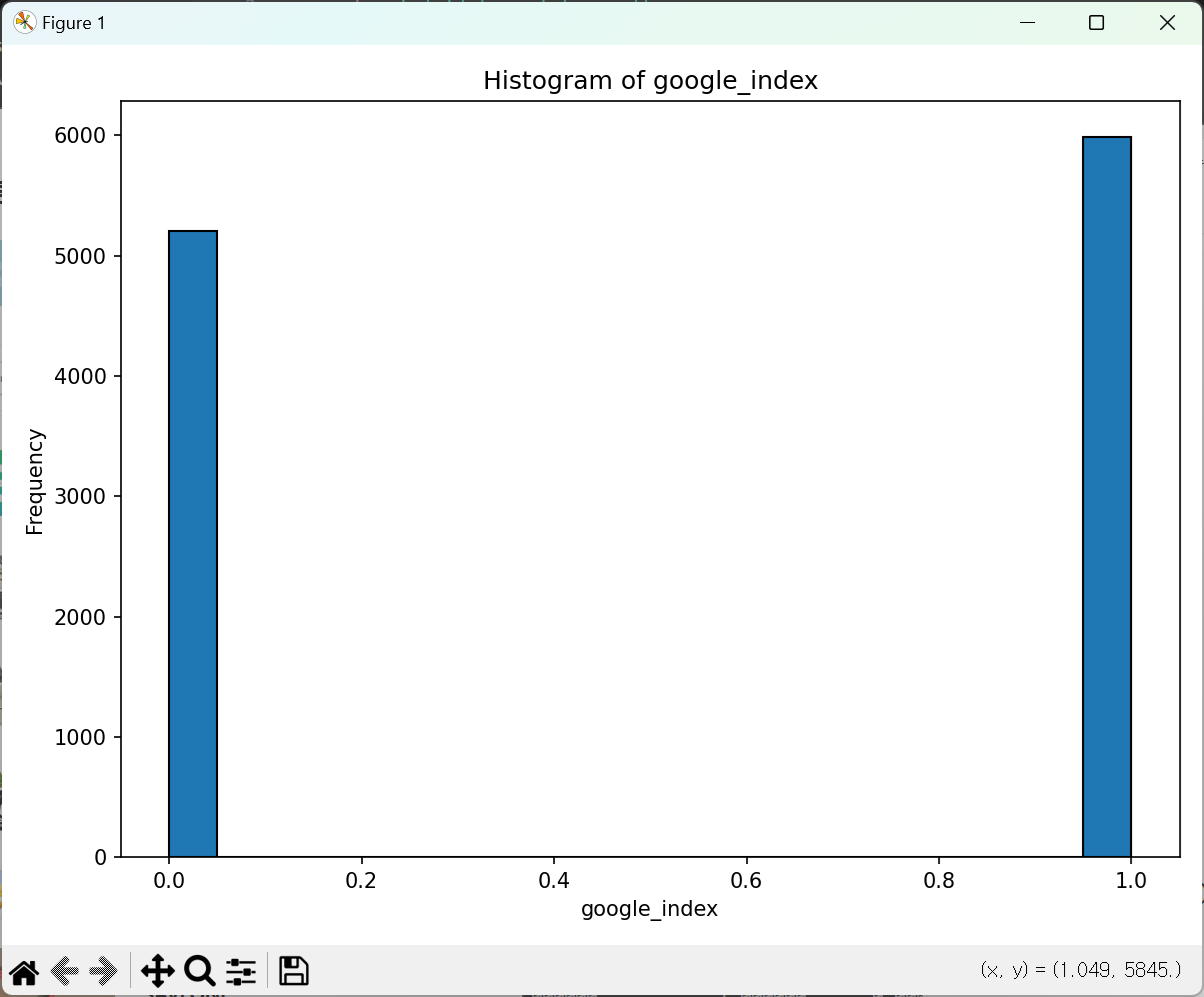 Figure 1
Histogram of google_index
6000
5000
4000
3000
2000
1000
0
Frequency
0.0 0.2 0.4 0.6 0.8 1.0
google_index
(x, y) = (1.049, 5845.)